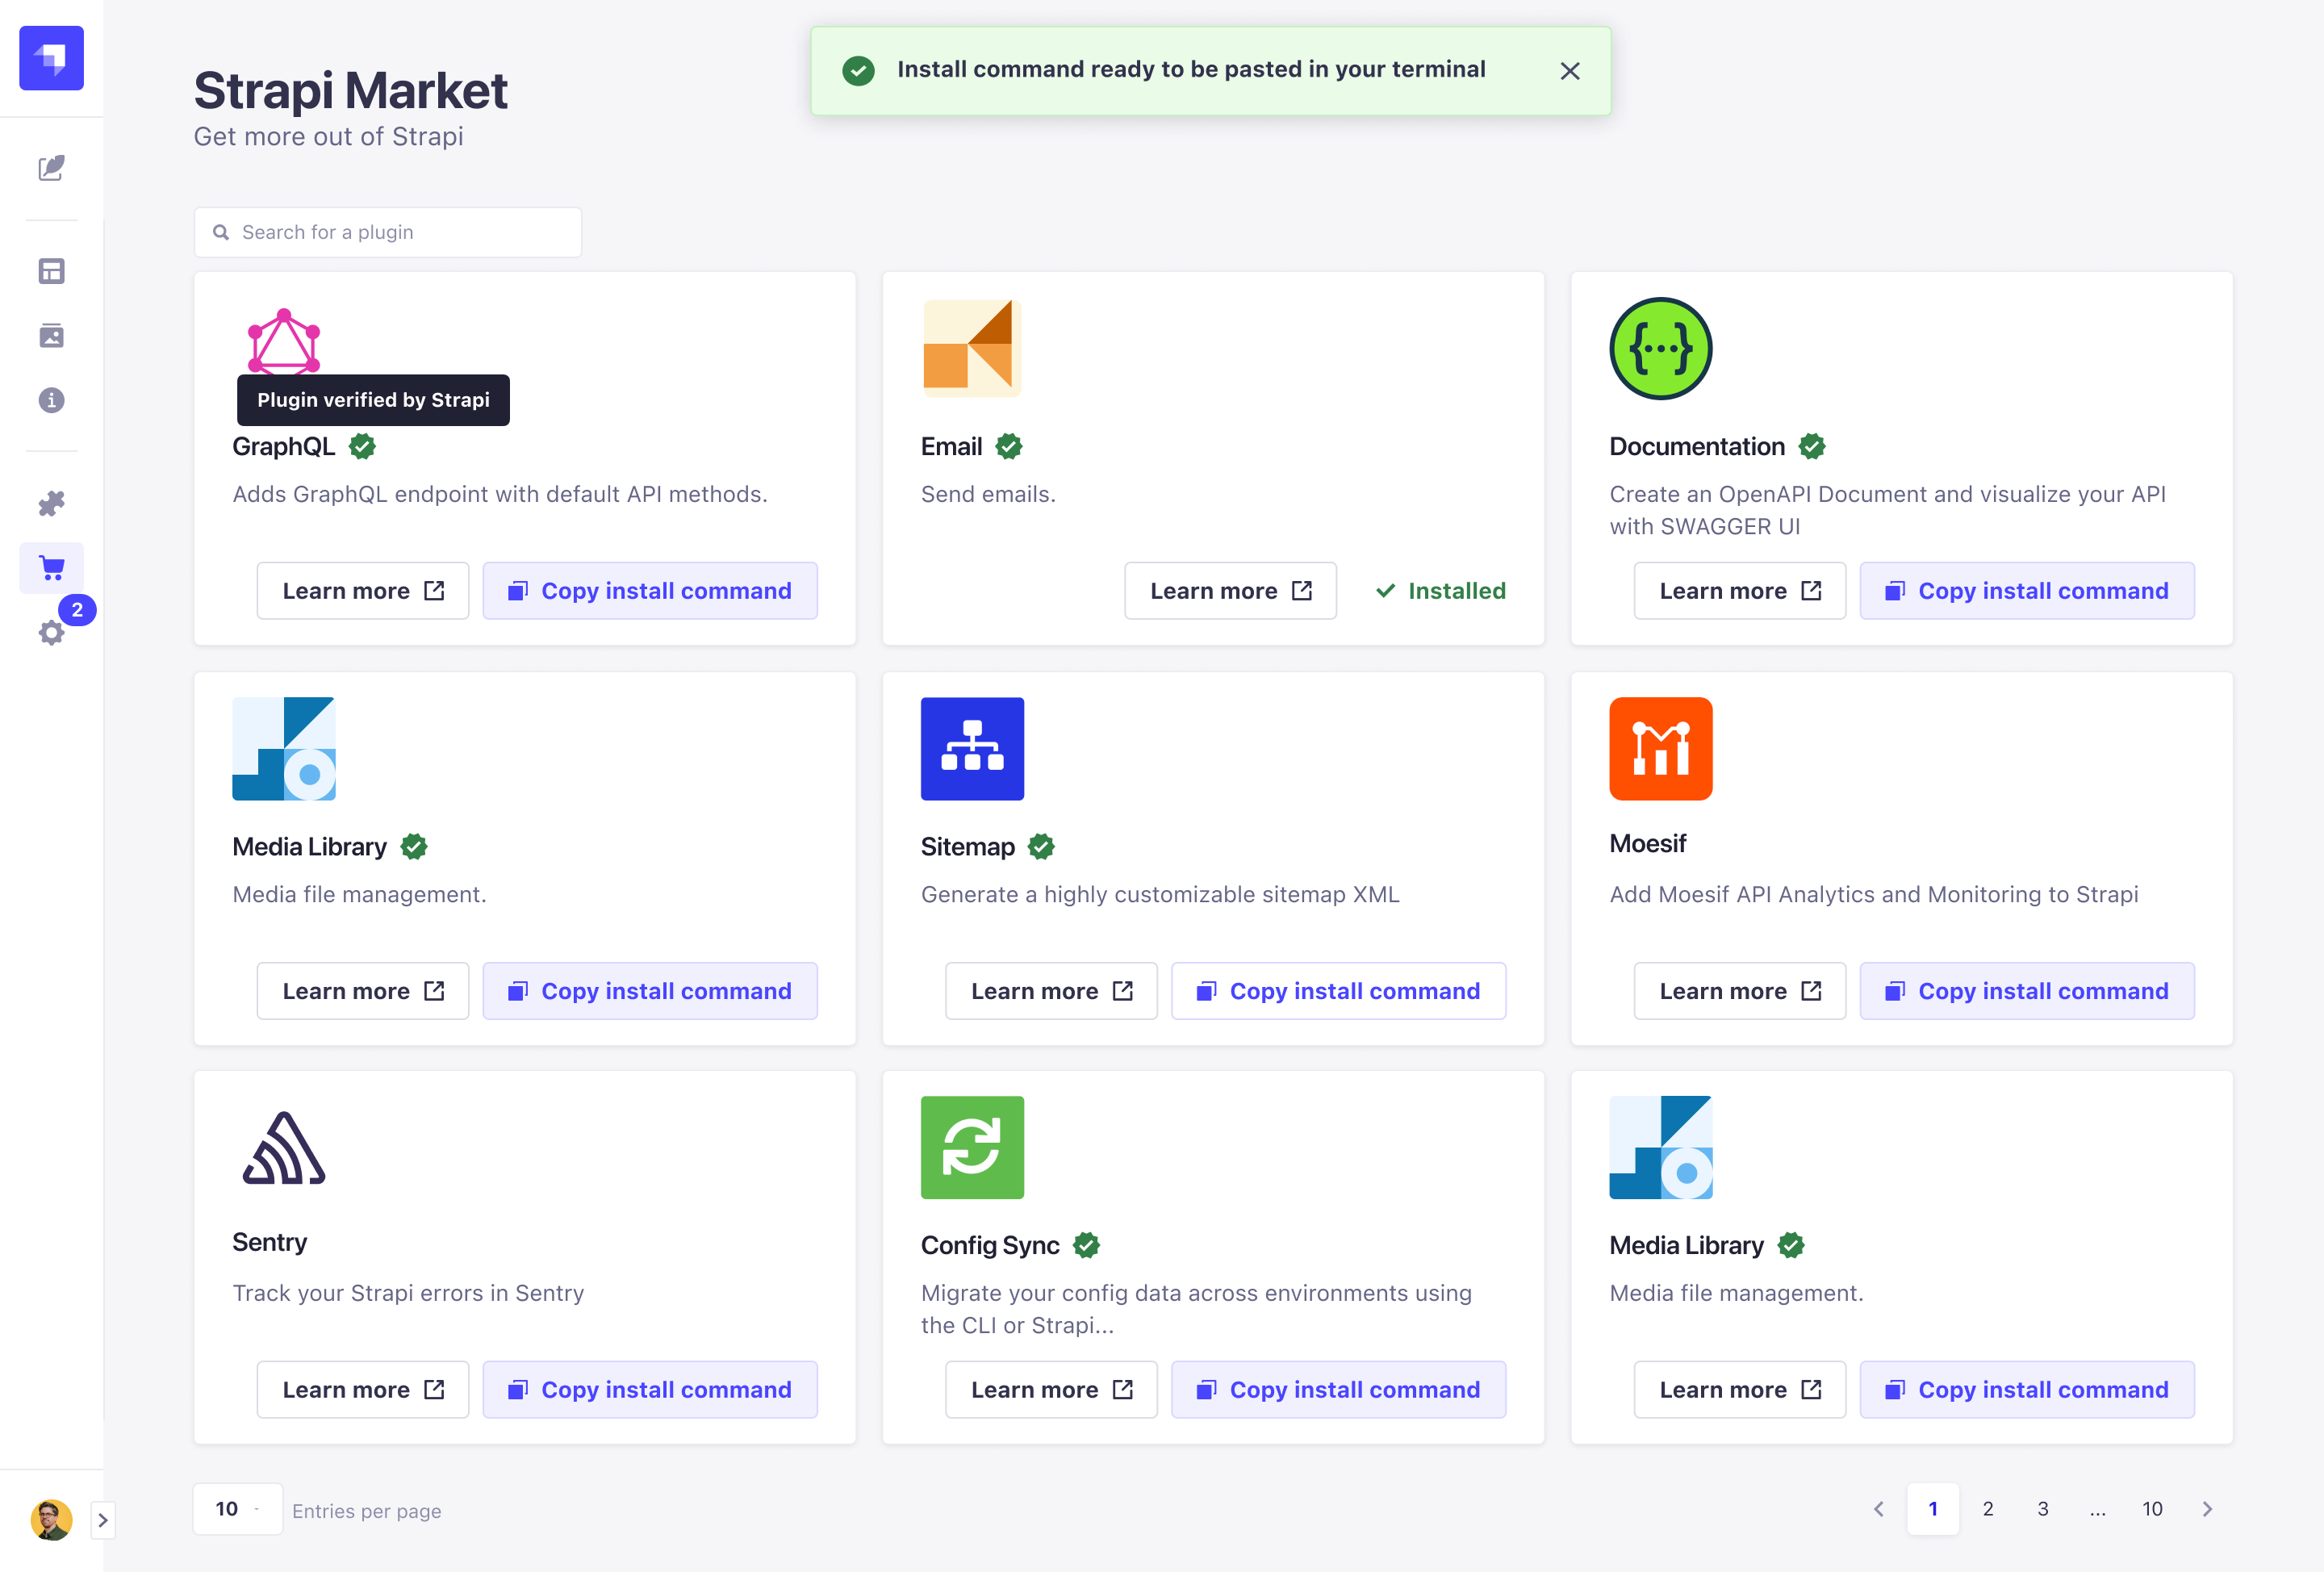 Install command ready to be pasted in your terminal
Strapi Market
Get more out of Strapi
Search for a plugin
Plugin verified by Strapi
GraphQL
Adds GraphQL endpoint with default API methods.
Learn more
Copy install command
Email
Send emails.
Learn more
Installed
Documentation
Create an OpenAPI Document and visualize your API
with SWAGGER UI
Learn more
Copy install command
2
Media Library
Media file management.
Learn more
Copy install command
Sitemap
Generate a highly customizable sitemap XML
Learn more
Copy install command
Moesif
Add Moesif API Analytics and Monitoring to Strapi
Learn more
Copy install command
Sentry
Track your Strapi errors in Sentry
Learn more
Copy install command
Config Sync
Migrate your config data across environments using
the CLI or Strapi...
Learn more
Copy install command
Media Library
Media file management.
Learn more
Copy install command
10
Entries per page
1 2 3 ... 10